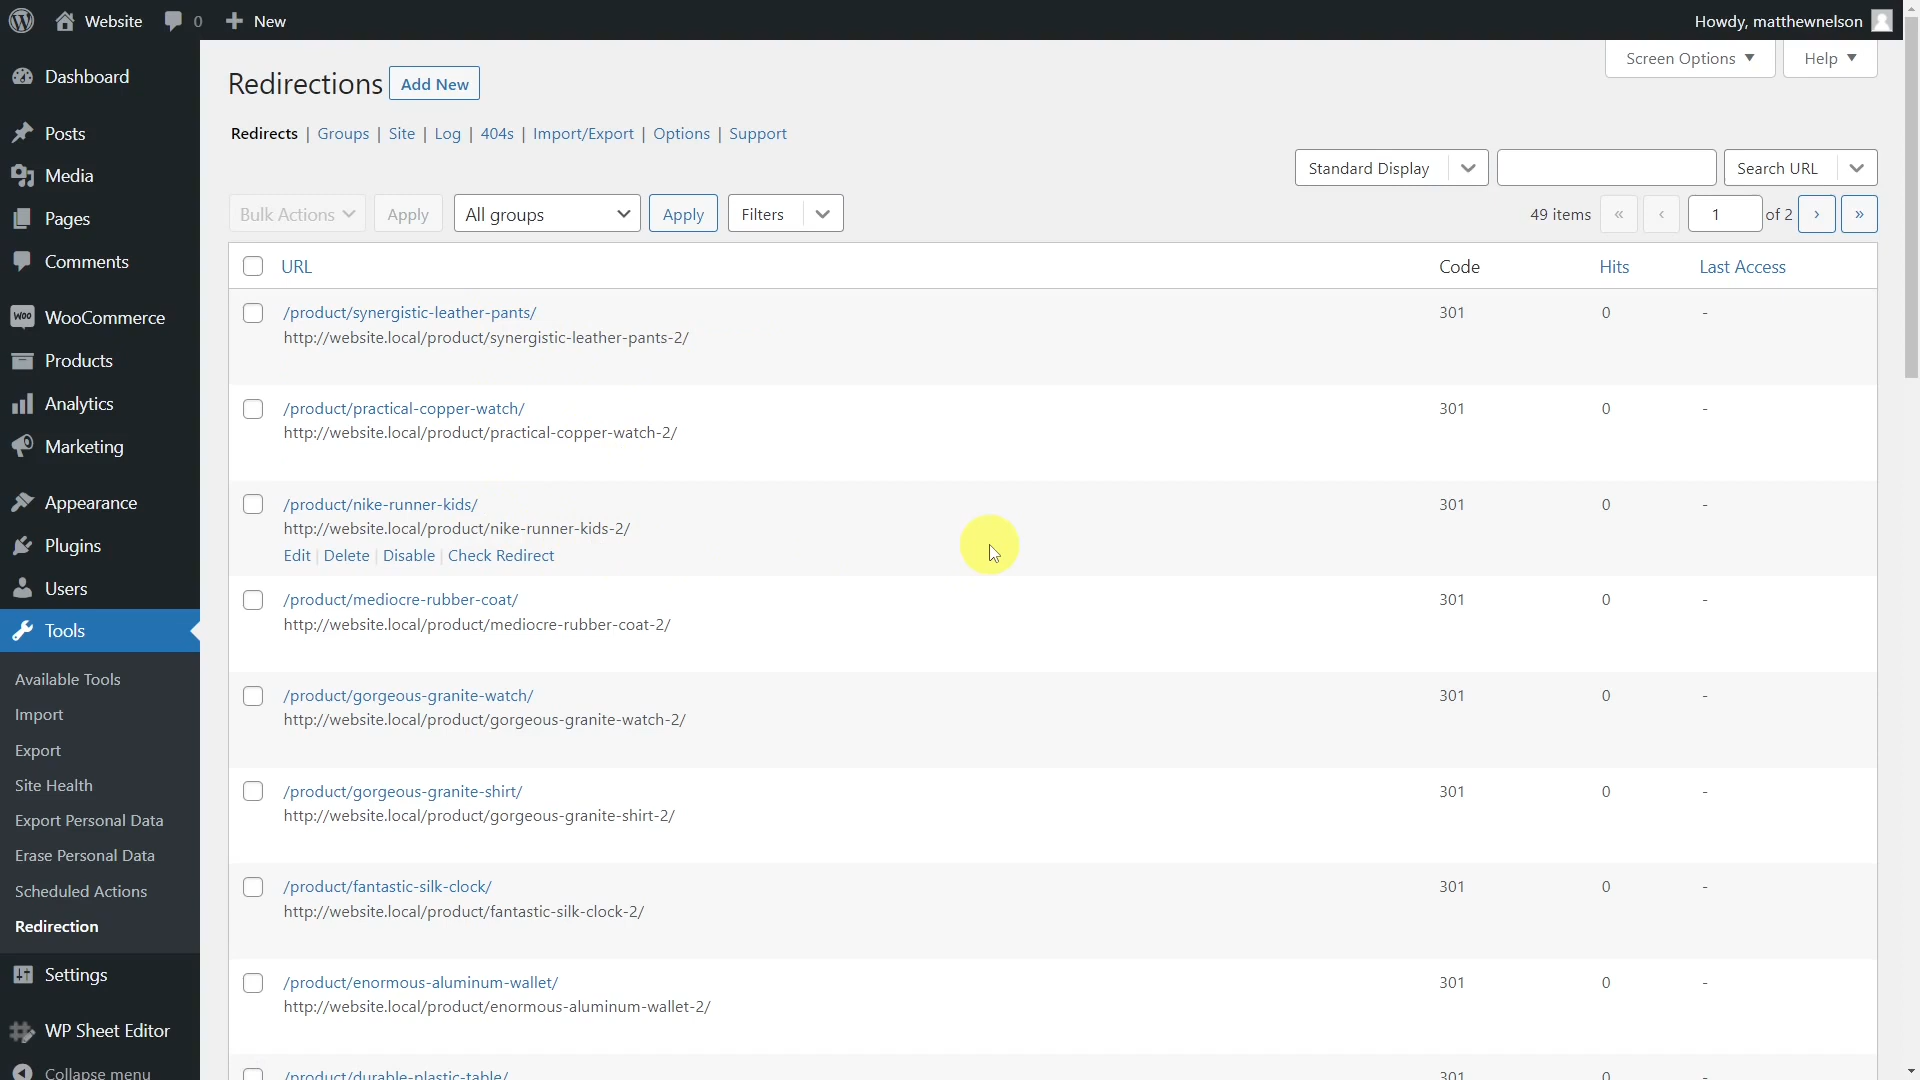 Website 0 New Howdy, matthewnelson
Screen Options Help
Dashboard
Posts
Media
Pages
Comments
WooCommerce
Products
Analytics
Marketing
Appearance
Plugins
Users
Tools
Available Tools
Import
Export
Site Health
Export Personal Data
Erase Personal Data
Scheduled Actions
Redirection
Settings
WP Sheet Editor
Collapse menu
Redirections Add New
Redirects | Groups | Site | Log | 404s | Import/Export | Options | Support
Standard Display Search URL
Bulk Actions Apply All groups Apply Filters 49 items « ‹ 1 of 2 › »
URL Code Hits Last Access
/product/synergistic-leather-pants/ 301 0 -
http://website.local/product/synergistic-leather-pants-2/
/product/practical-copper-watch/ 301 0 -
http://website.local/product/practical-copper-watch-2/
/product/nike-runner-kids/ 301 0 -
http://website.local/product/nike-runner-kids-2/
Edit | Delete | Disable | Check Redirect
/product/mediocre-rubber-coat/ 301 0 -
http://website.local/product/mediocre-rubber-coat-2/
/product/gorgeous-granite-watch/ 301 0 -
http://website.local/product/gorgeous-granite-watch-2/
/product/gorgeous-granite-shirt/ 301 0 -
http://website.local/product/gorgeous-granite-shirt-2/
/product/fantastic-silk-clock/ 301 0 -
http://website.local/product/fantastic-silk-clock-2/
/product/enormous-aluminum-wallet/ 301 0 -
http://website.local/product/enormous-aluminum-wallet-2/
/product/durable-plastic-table/ 301 0 -